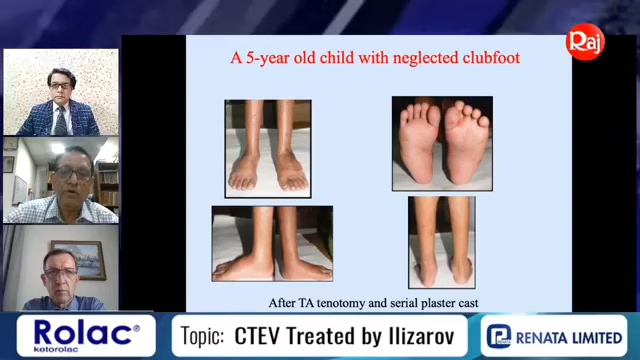 Raj
A 5-year old child with neglected clubfoot
After TA tenotomy and serial plaster cast
Rolac®
ketorolac
Topic: CTEV Treated by Ilizarov
RENATA LIMITED